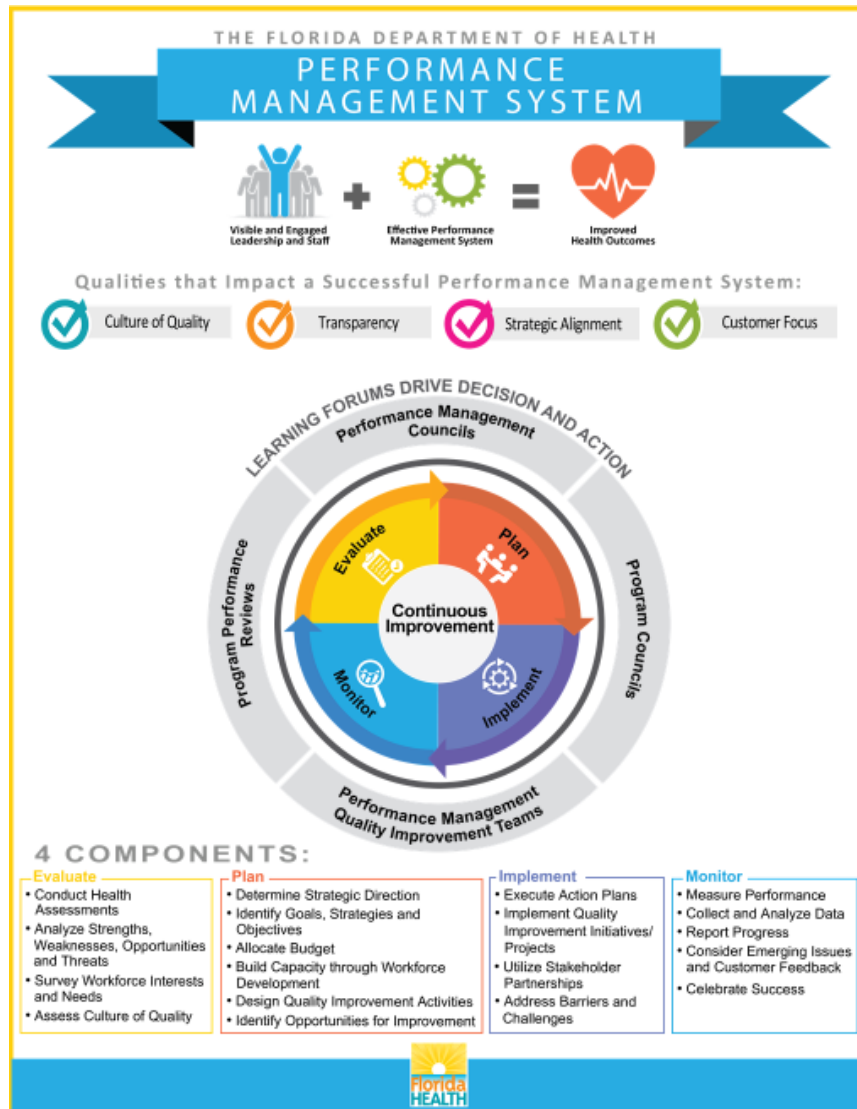 THE FLORIDA DEPARTMENT OF HEALTH
PERFORMANCE
MANAGEMENT SYSTEM
Visible and Engaged
Leadership and Staff
+
Effective Performance
Management System
=
Improved
Health Outcomes
Qualities that Impact a Successful Performance Management System:
Culture of Quality
Transparency
Strategic Alignment
Customer Focus
LEARNING FORUMS DRIVE DECISION AND ACTION
Performance Management
Councils
Program Performance
Reviews
Program Councils
Performance Management
Quality Improvement Teams
Evaluate
Plan
Continuous
Improvement
Monitor
Implement
4 COMPONENTS:
Evaluate
• Conduct Health
Assessments
• Analyze Strengths,
Weaknesses, Opportunities
and Threats
• Survey Workforce Interests
and Needs
• Assess Culture of Quality
Plan
• Determine Strategic Direction
• Identify Goals, Strategies and
Objectives
• Allocate Budget
• Build Capacity through Workforce
Development
• Design Quality Improvement Activities
• Identify Opportunities for Improvement
Implement
• Execute Action Plans
• Implement Quality
Improvement Initiatives/
Projects
• Utilize Stakeholder
Partnerships
• Address Barriers and
Challenges
Monitor
• Measure Performance
• Collect and Analyze Data
• Report Progress
• Consider Emerging Issues
and Customer Feedback
• Celebrate Success
Florida
HEALTH